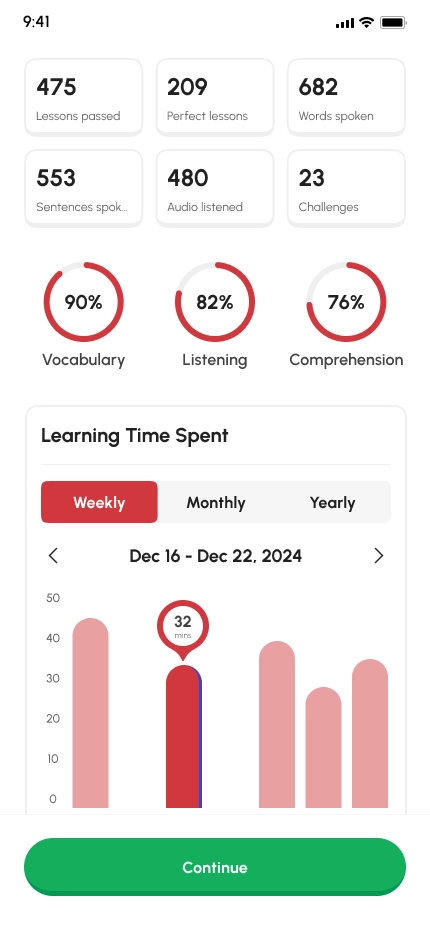 9:41
475
209
682
Lessons passed
Perfect lessons
Words spoken
553
480
23
Sentences spok...
Audio listened
Challenges
90%
82%
76%
Vocabulary
Listening
Comprehension
Learning Time Spent
Weekly
Monthly
Yearly
Dec 16 - Dec 22, 2024
50
40
30
20
10
0
32
mins
Continue